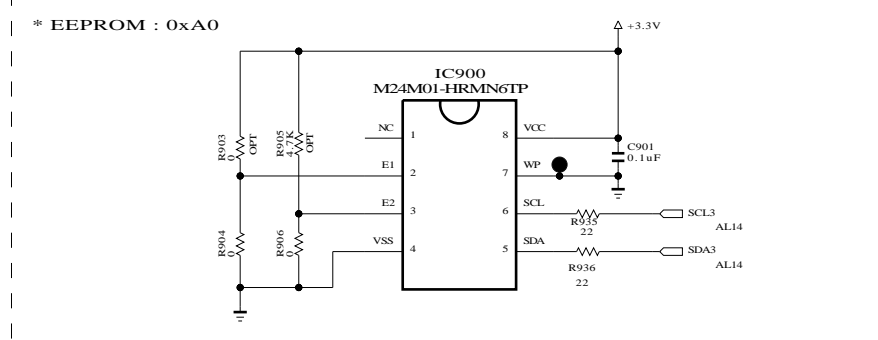 * EEPROM : 0xA0
+3.3V
IC900
M24M01-HRMN6TP
R903
0
OPT
R905
4.7K
OPT
NC
1
8
VCC
C901
0.1uF
E1
2
7
WP
E2
3
6
SCL
R935
22
SCL3
AL14
R904
0
R906
0
VSS
4
5
SDA
R936
22
SDA3
AL14